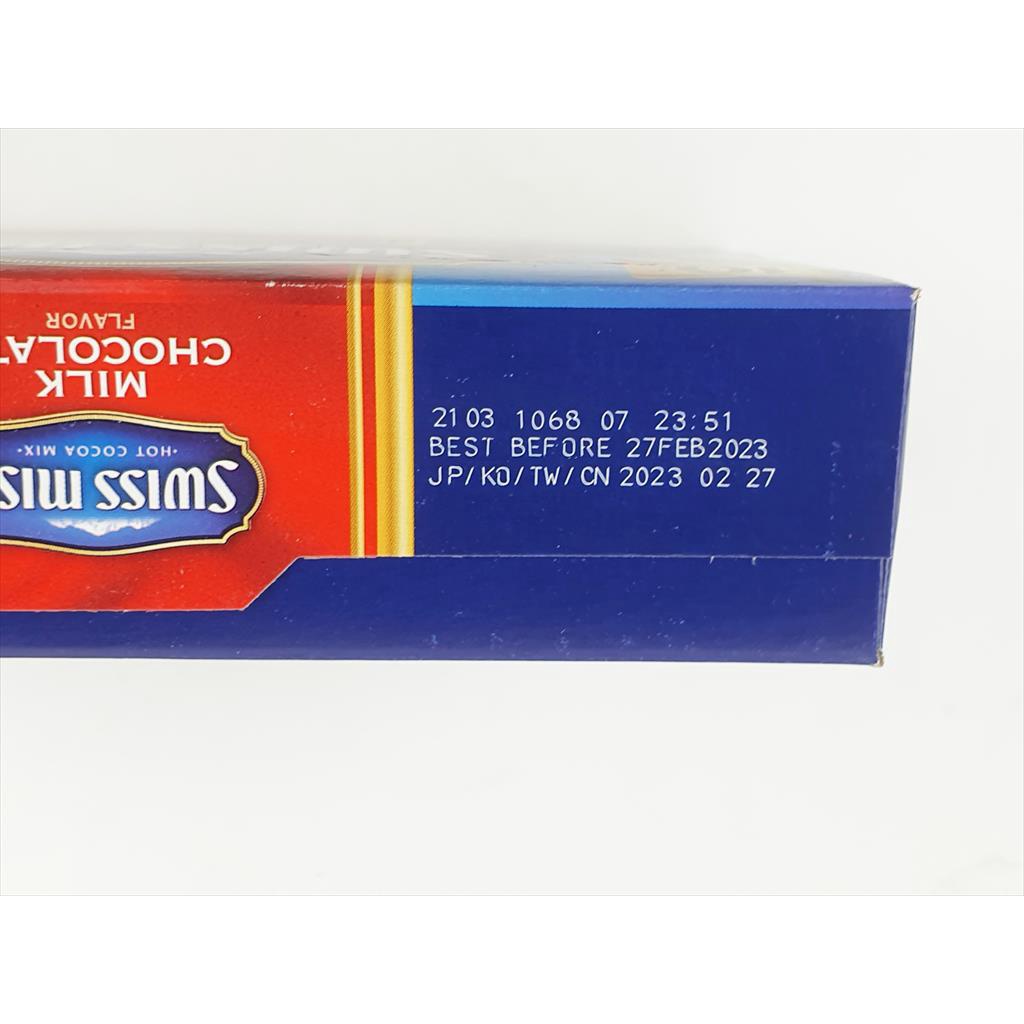 2103 1068 07 23:51
BEST BEFORE 27FEB2023
JP/KO/TW/CN 2023 02 27
SWISS MIS
·HOT COCOA MIX·
MILK
CHOCOLAT
FLAVOR